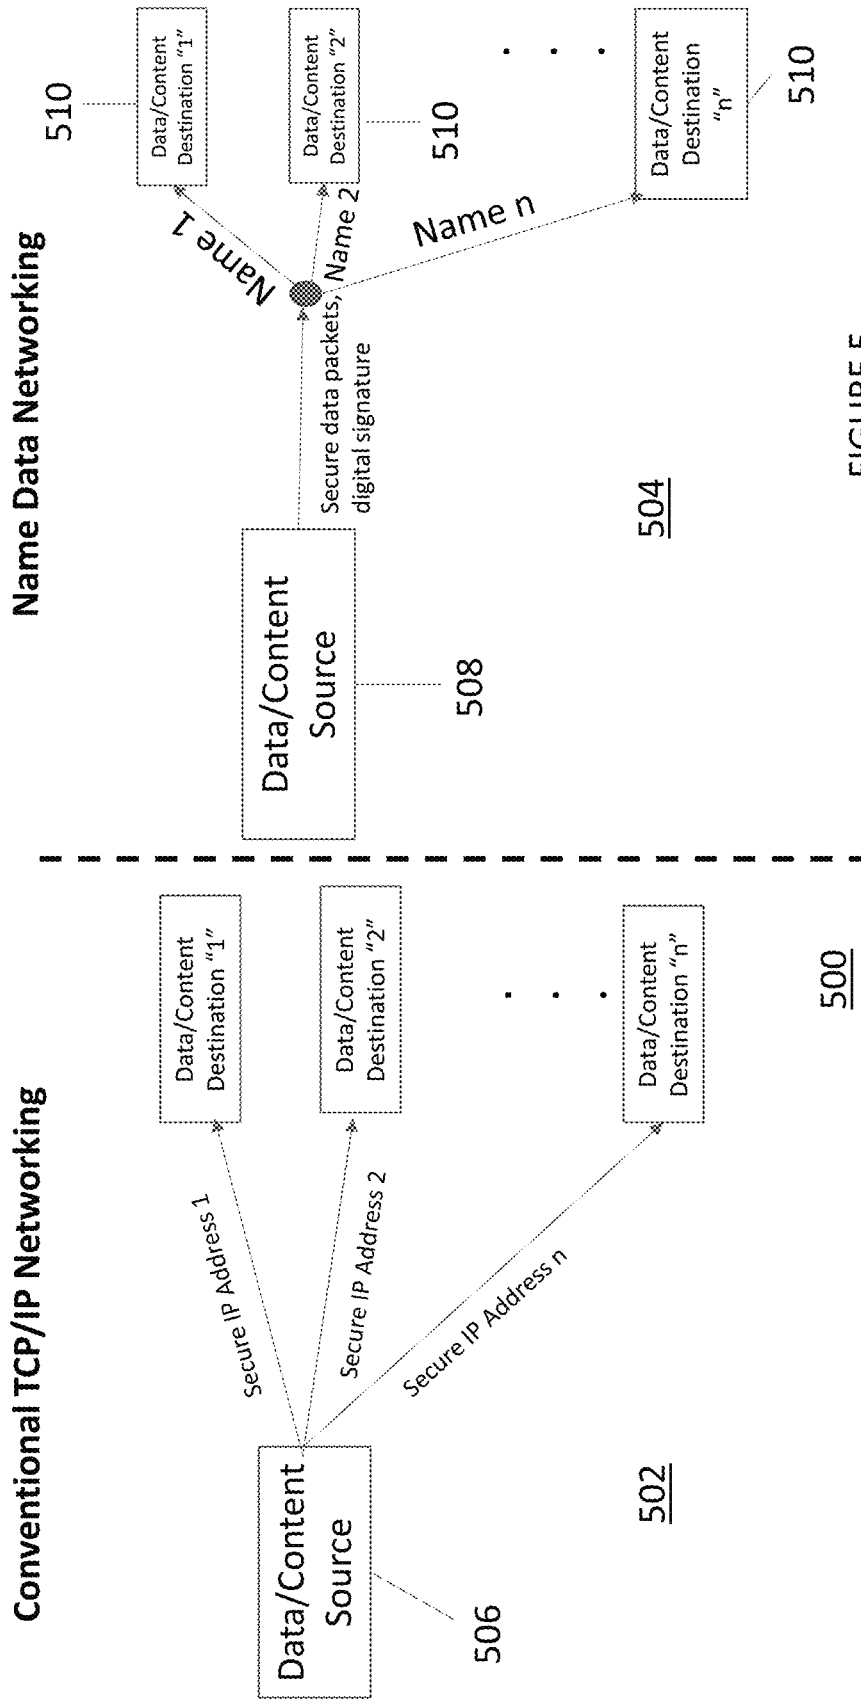 Conventional TCP/IP Networking
Data/Content
Source
506
Secure IP Address 1
Secure IP Address 2
Secure IP Address n
Data/Content
Destination "1"
Data/Content
Destination "2"
. . .
Data/Content
Destination "n"
502
500
Name Data Networking
Data/Content
Source
508
Secure data packets,
digital signature
Name 1
Name 2
Name n
510
Data/Content
Destination "1"
Data/Content
Destination "2"
510
. . .
Data/Content
Destination
"n"
510
504
FIGURE 5